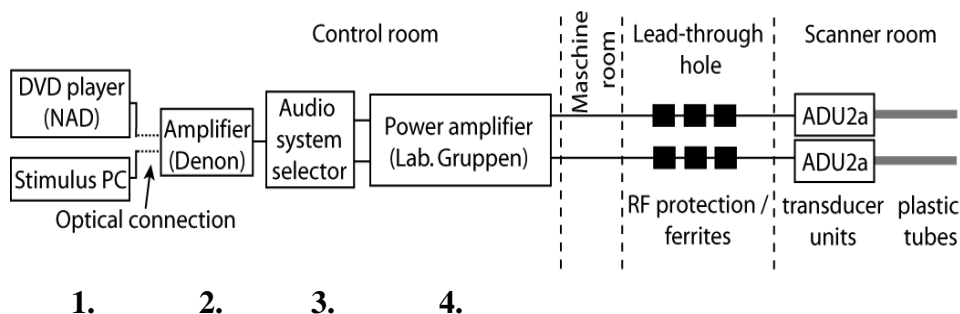 Control room
Maschine
room
Lead-through
hole
Scanner room
DVD player
(NAD)
Stimulus PC
Optical connection
Amplifier
(Denon)
Audio
system
selector
Power amplifier
(Lab. Gruppen)
ADU2a
ADU2a
RF protection /
ferrites
transducer
units
plastic
tubes
1.
2.
3.
4.